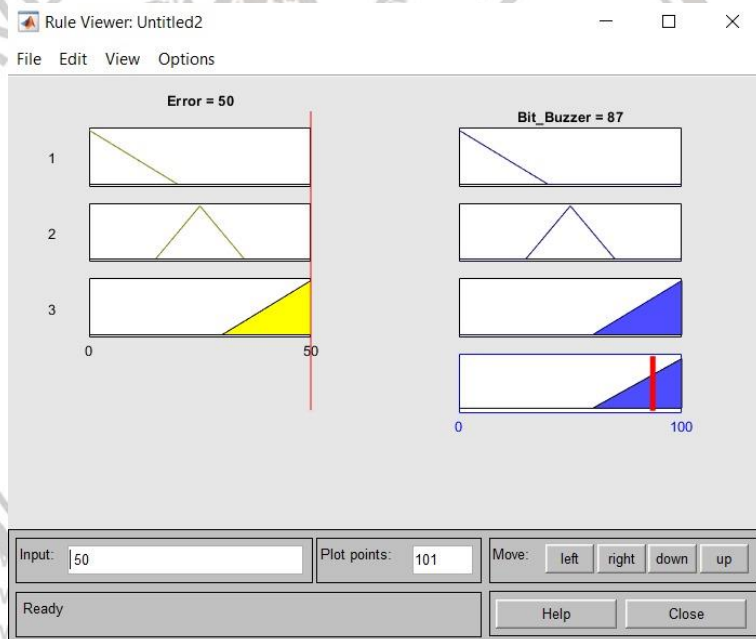 Rule Viewer: Untitled2
File Edit View Options
Error = 50
Bit_Buzzer = 87
1
2
3
0 50
0 100
Input: 50 Plot points: 101 Move: left right down up
Ready Help Close